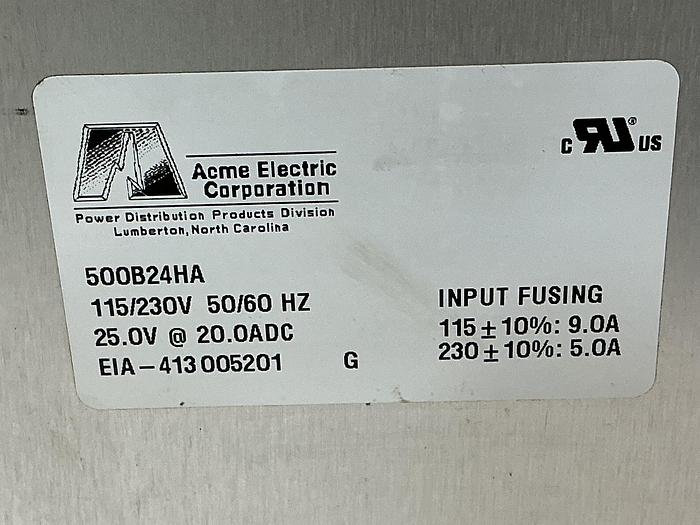 Acme Electric
Corporation
Power Distribution Products Division
Lumberton, North Carolina
C RU® US
500B24HA
115/230V 50/60 HZ
25.0V @ 20.0ADC
EIA-413 005201 G
INPUT FUSING
115±10%: 9.0A
230±10%: 5.0A